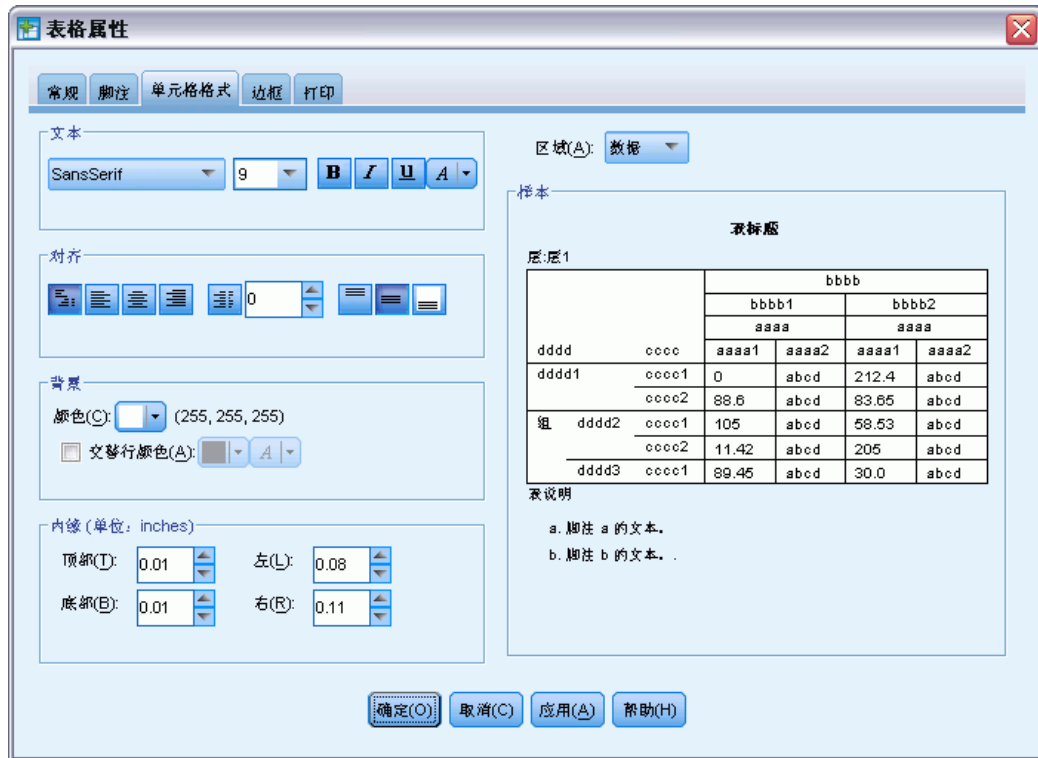 表格属性
常规 脚注 单元格格式 边框 打印
文本
SansSerif 9 B I U A
对齐
0
背景
颜色(C): (255, 255, 255)
交替行颜色(A): A
内缘(单位: inches)
顶部(T): 0.01 左(L): 0.08
底部(B): 0.01 右(R): 0.11
区域(A): 数据
样本
表标题
层:层1
bbbb
bbbb1 bbbb2
aaaa aaaa
dddd cccc aaaa1 aaaa2 aaaa1 aaaa2
dddd1 cccc1 0 abcd 212.4 abcd
cccc2 88.6 abcd 83.65 abcd
组 dddd2 cccc1 105 abcd 58.53 abcd
cccc2 11.42 abcd 205 abcd
dddd3 cccc1 89.45 abcd 30.0 abcd
表说明
a. 脚注 a 的文本。
b. 脚注 b 的文本。.
确定(O) 取消(C) 应用(A) 帮助(H)